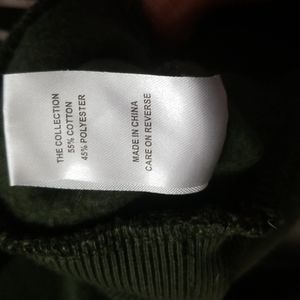 THE COLLECTION
55% COTTON
45% POLYESTER
MADE IN CHINA
CARE ON REVERSE